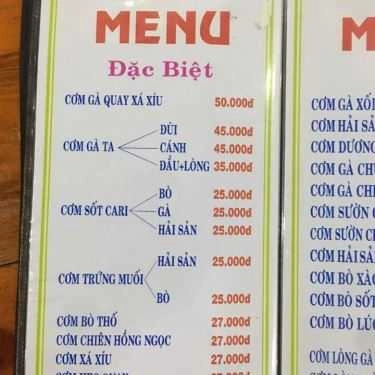 MENU
Đặc Biệt
CƠM GÀ QUAY XÁ XÍU 50.000đ
CƠM GÀ TA
ĐÙI 45.000đ
CÁNH 45.000đ
ĐẦU+LÒNG 35.000đ
CƠM SỐT CARI
BÒ 25.000đ
GÀ 25.000đ
HẢI SẢN 25.000đ
CƠM TRỨNG MUỐI
HẢI SẢN 25.000đ
BÒ 25.000đ
CƠM BÒ THỐ 27.000đ
CƠM CHIÊN HỒNG NGỌC 27.000đ
CƠM XÁ XÍU 27.000đ
M
CƠM GÀ XỐI
CƠM HẢI SẢ
CƠM DƯƠNG
CƠM GÀ CH
CƠM GÀ CHI
CƠM SƯỜN
CƠM SƯỜN CH
CƠM HẢI SẢ
CƠM BÒ XÀO
CƠM BÒ SỐT
CƠM BÒ LÚC
CƠM LÒNG GÀ